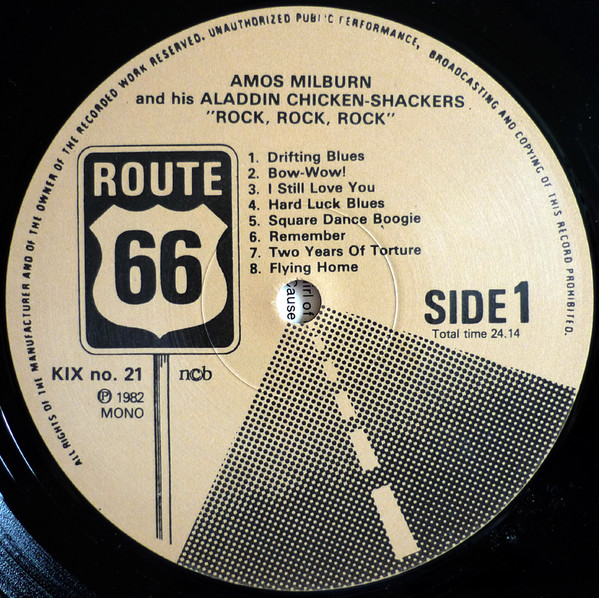 ALL RIGHTS OF THE MANUFACTURER AND OF THE OWNER OF THE RECORDED WORK RESERVED. UNAUTHORIZED PUBLIC PERFORMANCE, BROADCASTING AND COPYING OF THIS RECORD PROHIBITED.
AMOS MILBURN
and his ALADDIN CHICKEN-SHACKERS
"ROCK, ROCK, ROCK"
ROUTE
66
1. Drifting Blues
2. Bow-Wow!
3. I Still Love You
4. Hard Luck Blues
5. Square Dance Boogie
6. Remember
7. Two Years Of Torture
8. Flying Home
SIDE 1
Total time 24.14
KIX no. 21
ncb
℗ 1982
MONO